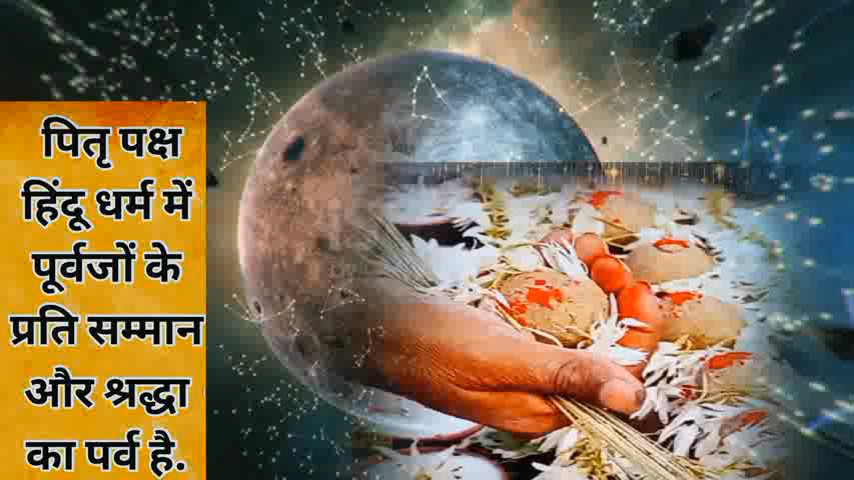 पितृ पक्ष
हिंदू धर्म में
पूर्वजों के
प्रति सम्मान
और श्रद्धा
का पर्व है.